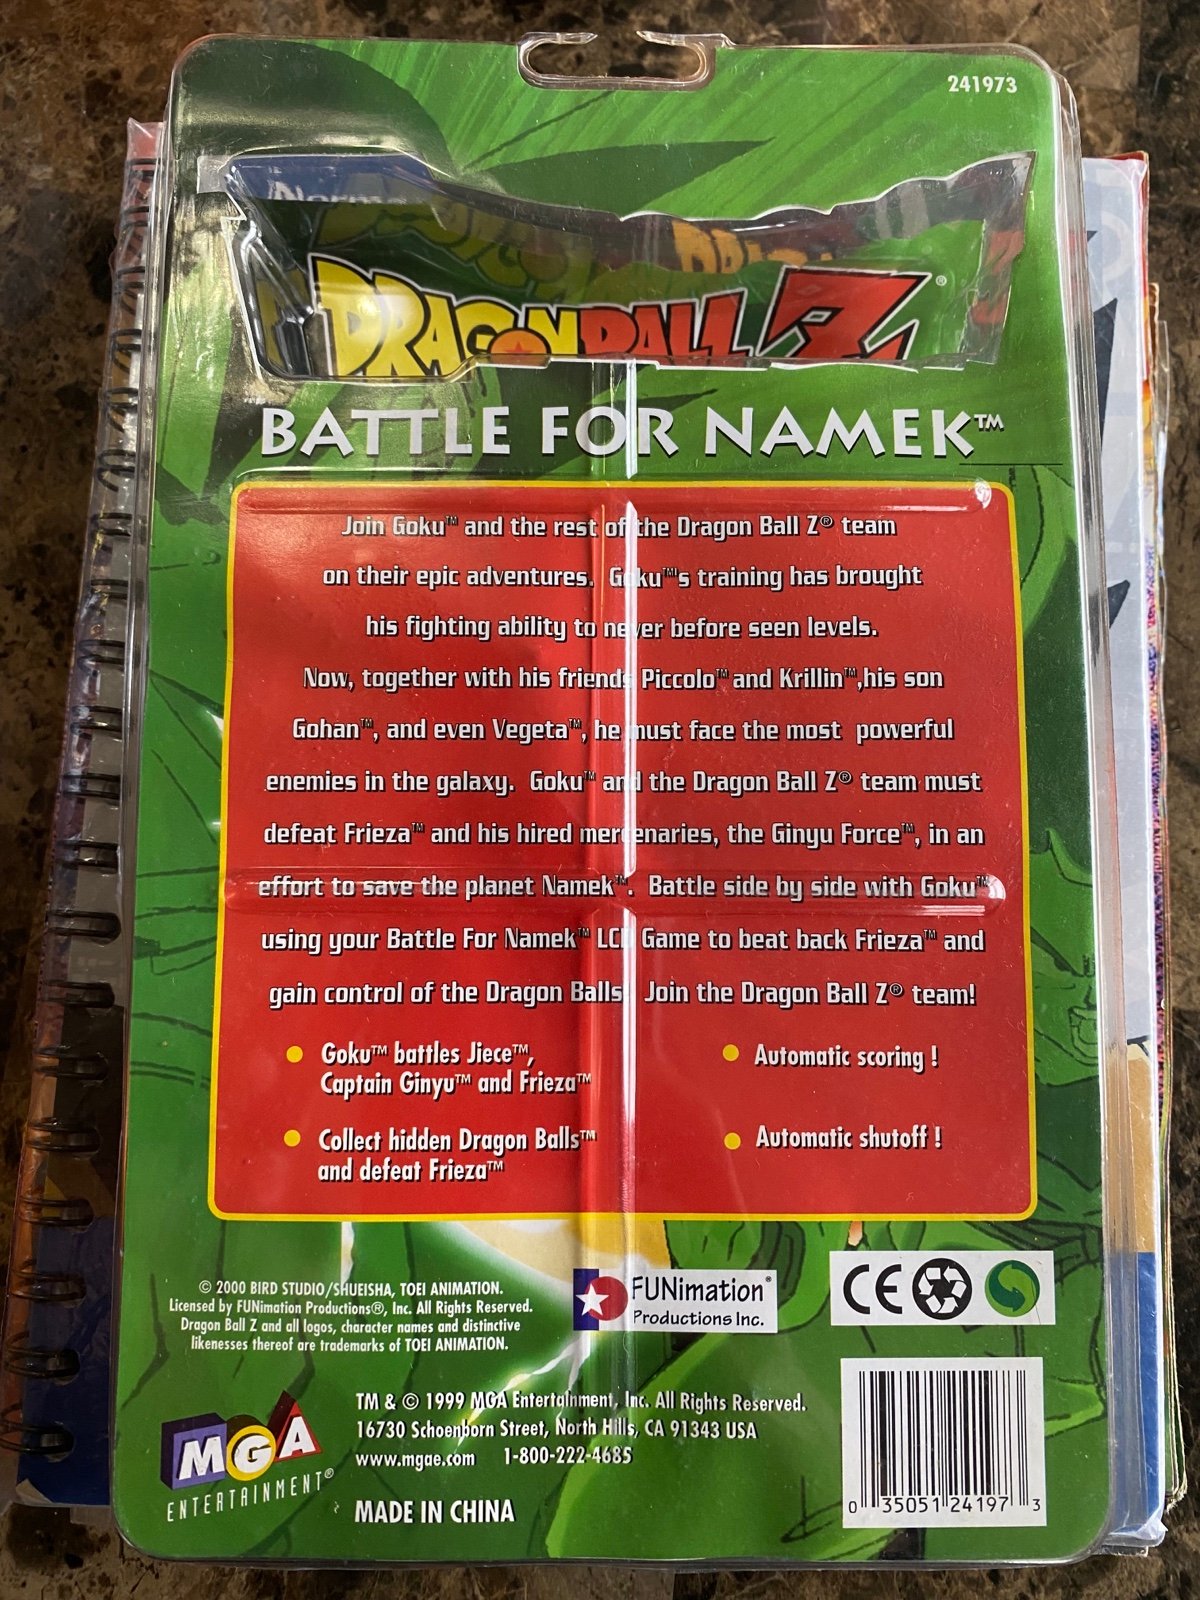 241973
DRAGON BALL Z®
BATTLE FOR NAMEK™
Join Goku™ and the rest of the Dragon Ball Z® team
on their epic adventures. Goku™'s training has brought
his fighting ability to never before seen levels.
Now, together with his friends Piccolo™ and Krillin™,his son
Gohan™, and even Vegeta™, he must face the most powerful
enemies in the galaxy. Goku™ and the Dragon Ball Z® team must
defeat Frieza™ and his hired mercenaries, the Ginyu Force™, in an
effort to save the planet Namek™. Battle side by side with Goku™
using your Battle For Namek™ LCD Game to beat back Frieza™ and
gain control of the Dragon Balls. Join the Dragon Ball Z® team!
Goku™ battles Jiece™,
Captain Ginyu™ and Frieza™
Automatic scoring !
Collect hidden Dragon Balls™
and defeat Frieza™
Automatic shutoff !
© 2000 BIRD STUDIO/SHUEISHA, TOEI ANIMATION.
Licensed by FUNimation Productions®, Inc. All Rights Reserved.
Dragon Ball Z and all logos, character names and distinctive
likenesses thereof are trademarks of TOEI ANIMATION.
FUNimation®
Productions Inc.
CE
MGA
ENTERTAINMENT®
TM & © 1999 MGA Entertainment, Inc. All Rights Reserved.
16730 Schoenborn Street, North Hills, CA 91343 USA
www.mgae.com 1-800-222-4685
MADE IN CHINA
0 35051 24197 3